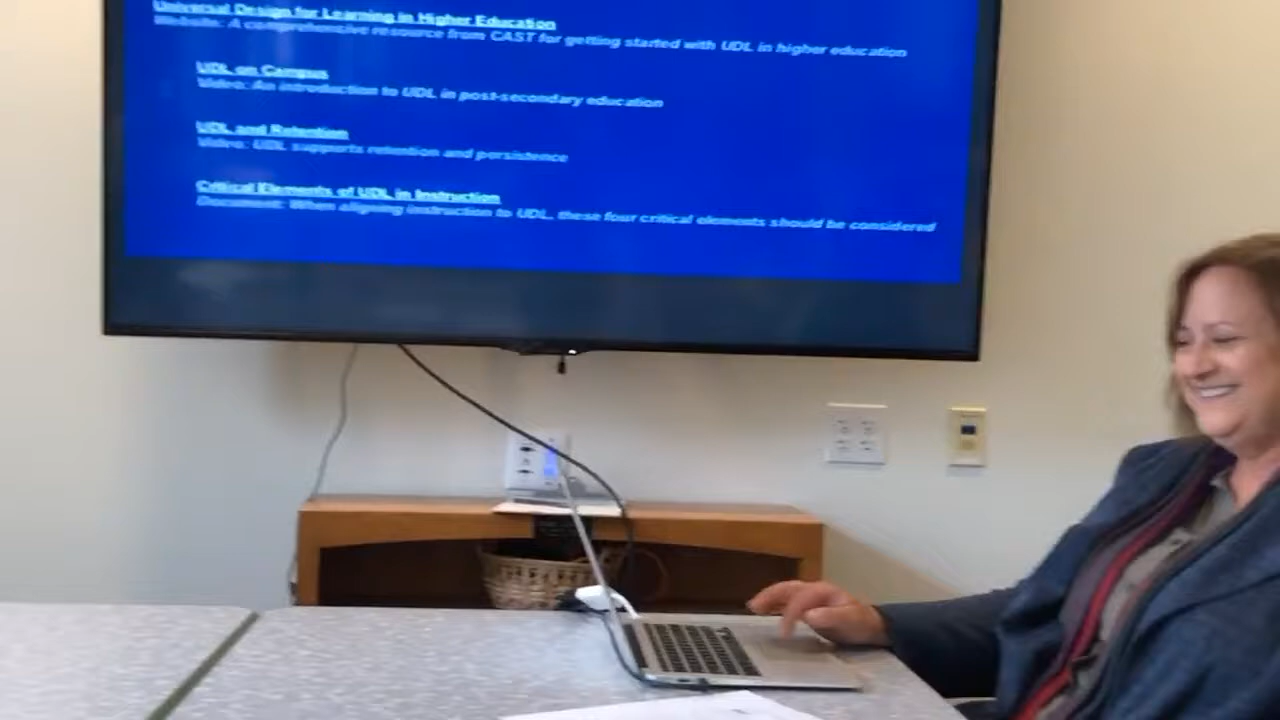 Universal Design for Learning in Higher Education
Website: A comprehensive resource from CAST for getting started with UDL in higher education
UDL on Campus
Video: An introduction to UDL in post-secondary education
UDL and Retention
Video: UDL supports retention and persistence
Critical Elements of UDL in Instruction
Document: When aligning instruction to UDL, these four critical elements should be considered